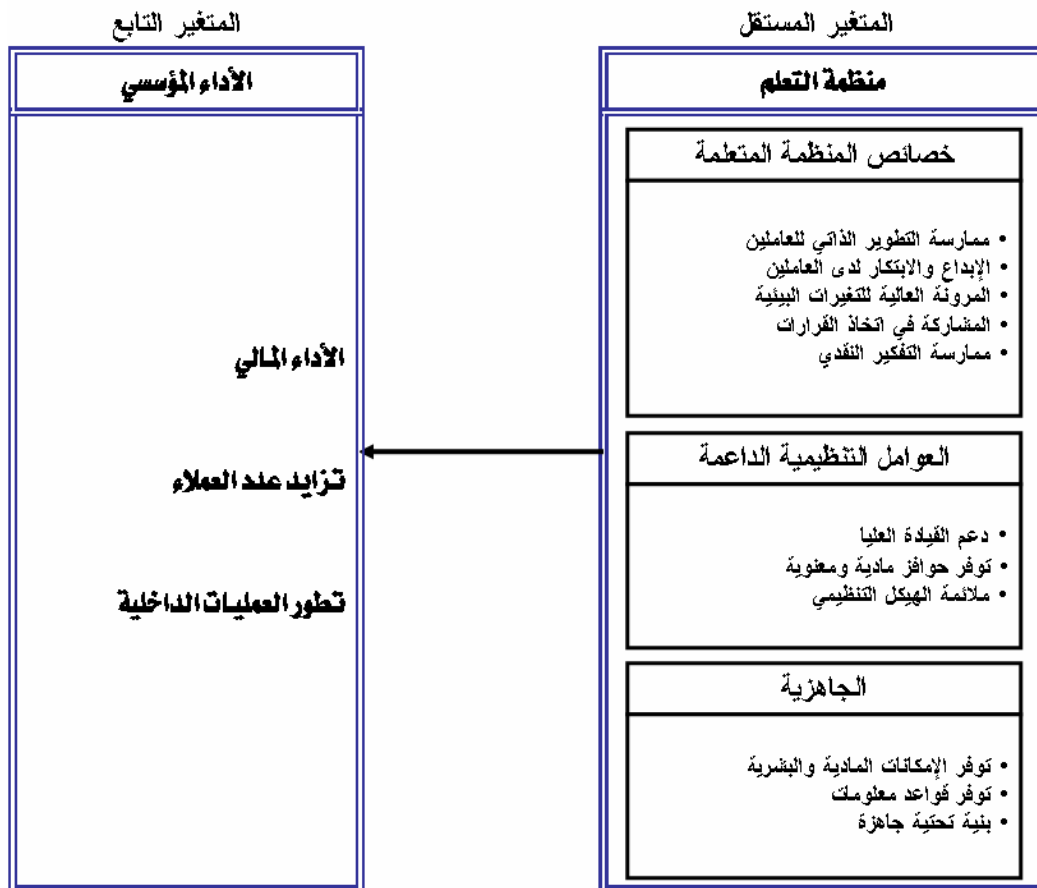 المتغير المستقل
منظمة التعلم
خصائص المنظمة المتعلمة
• ممارسة التطوير الذاتي للعاملين
• الإبداع والابتكار لدى العاملين
• المرونة العالية للتغيرات البيئية
• المشاركة في اتخاذ القرارات
• ممارسة التفكير النقدي
العوامل التنظيمية الداعمة
• دعم القيادة العليا
• توفر حوافز مادية ومعنوية
• ملائمة الهيكل التنظيمي
الجاهزية
• توفر الإمكانات المادية والبشرية
• توفر قواعد معلومات
• بنية تحتية جاهزة
المتغير التابع
الأداء المؤسسي
الأداء المالي
تزايد عدد العملاء
تطور العمليات الداخلية